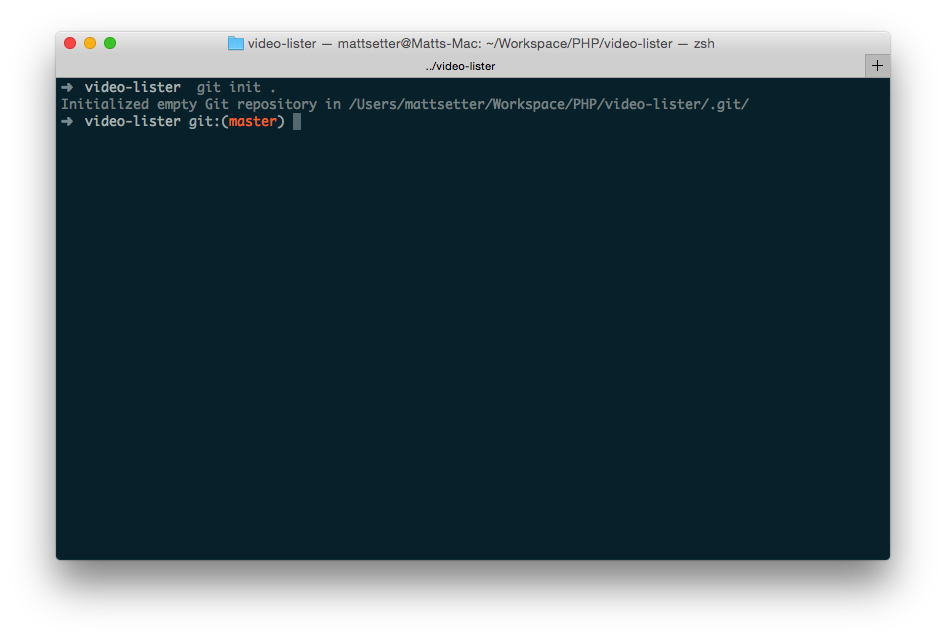 video-lister — mattsetter@Matts-Mac: ~/Workspace/PHP/video-lister — zsh
../video-lister
+
➜ video-lister  git init .
Initialized empty Git repository in /Users/mattsetter/Workspace/PHP/video-lister/.git/
➜ video-lister git:(master)